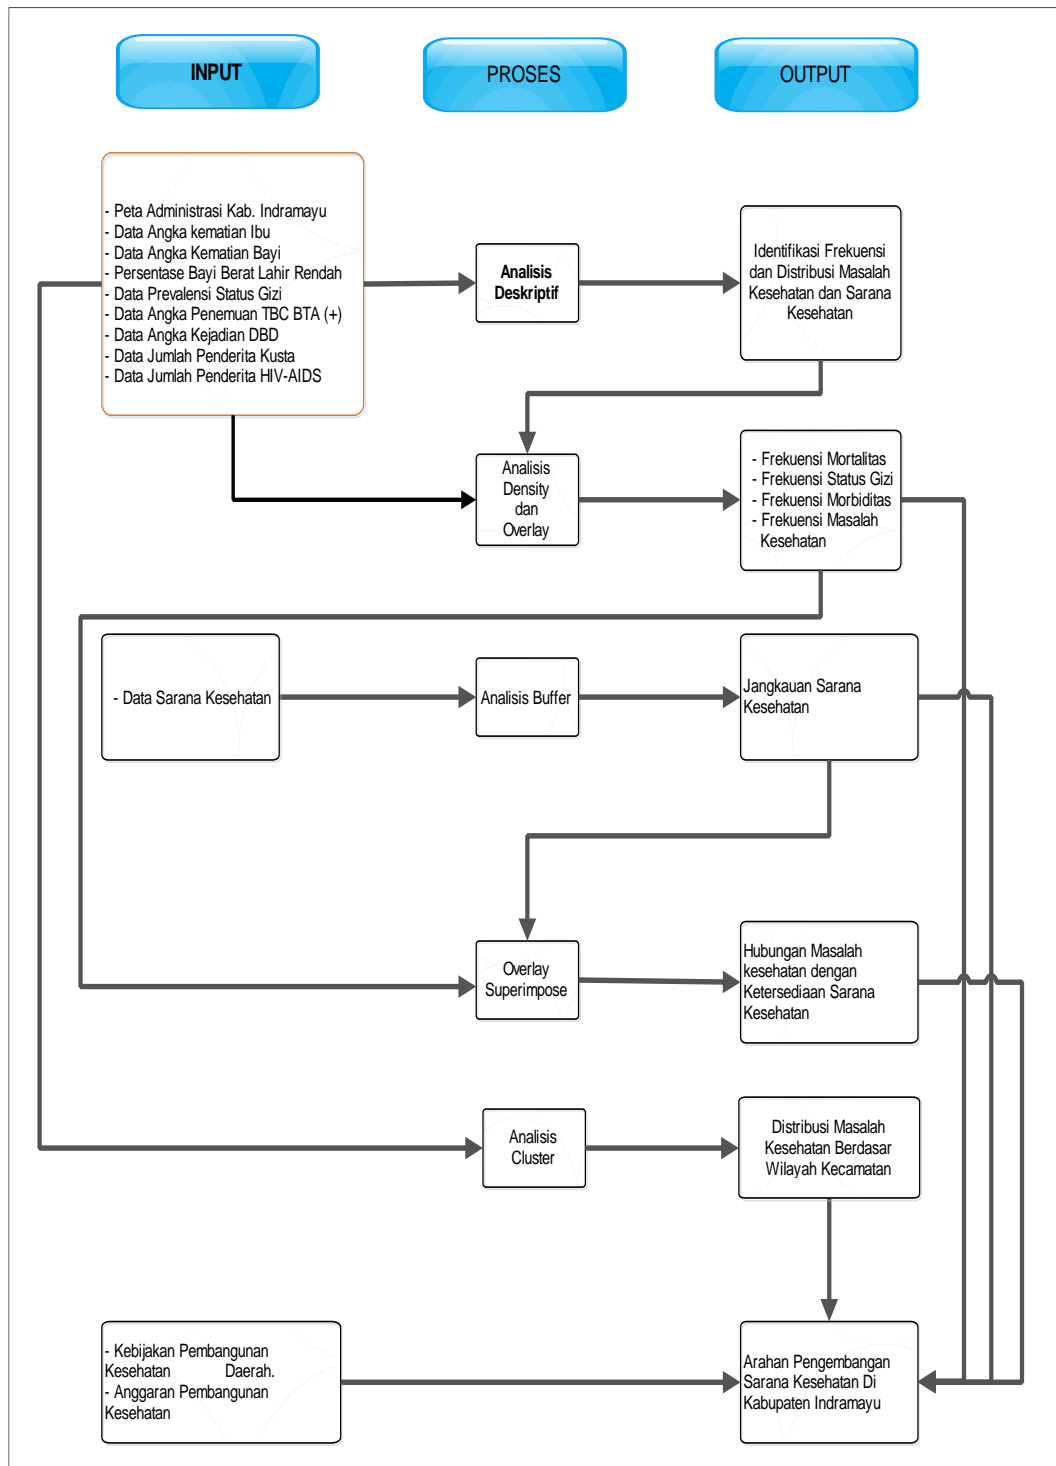 INPUT
PROSES
OUTPUT
- Peta Administrasi Kab. Indramayu
- Data Angka kematian Ibu
- Data Angka Kematian Bayi
- Persentase Bayi Berat Lahir Rendah
- Data Prevalensi Status Gizi
- Data Angka Penemuan TBC BTA (+)
- Data Angka Kejadian DBD
- Data Jumlah Penderita Kusta
- Data Jumlah Penderita HIV-AIDS
Analisis
Deskriptif
Identifikasi Frekuensi
dan Distribusi Masalah
Kesehatan dan Sarana
Kesehatan
Analisis
Density
dan
Overlay
- Frekuensi Mortalitas
- Frekuensi Status Gizi
- Frekuensi Morbiditas
- Frekuensi Masalah
Kesehatan
- Data Sarana Kesehatan
Analisis Buffer
Jangkauan Sarana
Kesehatan
Overlay
Superimpose
Hubungan Masalah
kesehatan dengan
Ketersediaan Sarana
Kesehatan
Analisis
Cluster
Distribusi Masalah
Kesehatan Berdasar
Wilayah Kecamatan
- Kebijakan Pembangunan
Kesehatan Daerah.
- Anggaran Pembangunan
Kesehatan
Arahan Pengembangan
Sarana Kesehatan Di
Kabupaten Indramayu